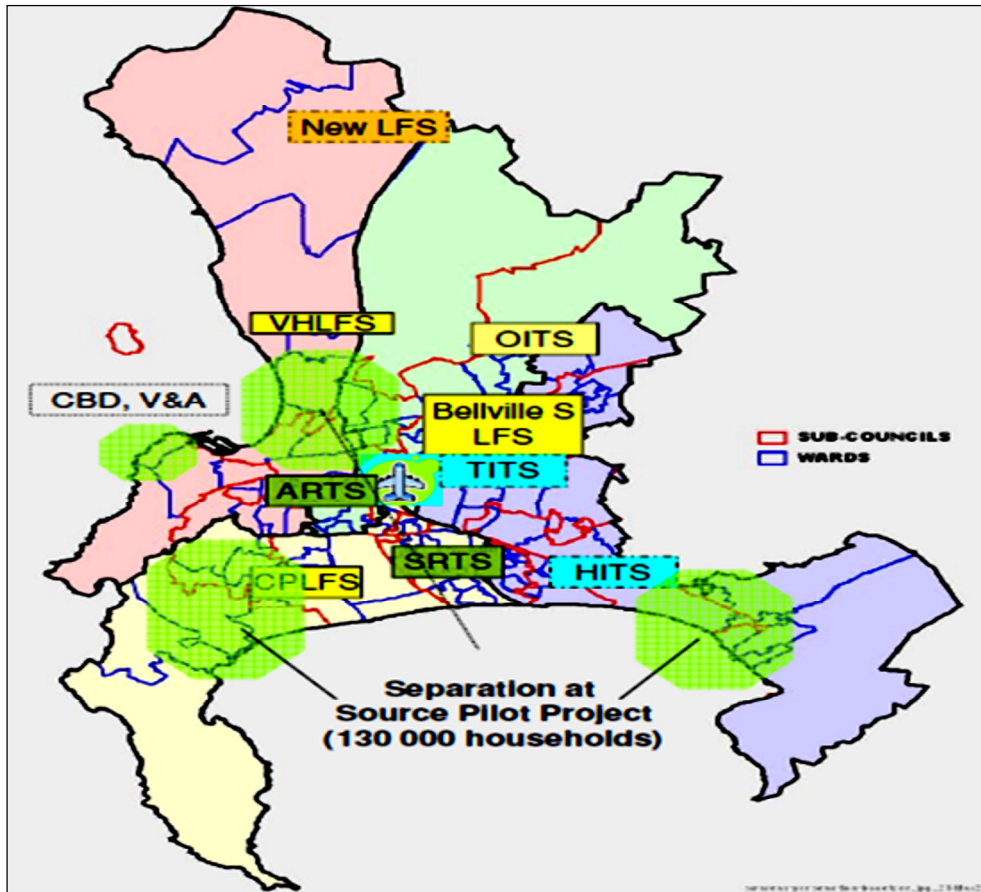 New LFS
VHLFS
OITS
CBD, V&A
Bellville S
LFS
SUB-COUNCILS
WARDS
TITS
ARTS
SRTS
HITS
CPLFS
Separation at
Source Pilot Project
(130 000 households)